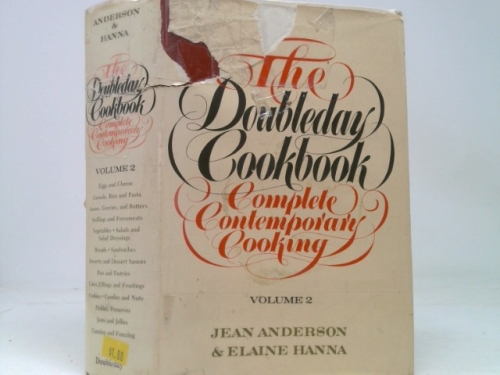 ANDERSON
&
HANNA
The
Doubleday
Cookbook
Complete
Contemporary
Cooking
VOLUME 2
Eggs and Cheese
Cereals, Rice and Pasta
Sauces, Gravies, and Butters
Stuffings and Forcemeats
Vegetables • Salads and
Salad Dressings
Breads • Sandwiches
Desserts and Dessert Sauces
Pies and Pastries
Cakes, Fillings and Frostings
Cookies • Candies and Nuts
Pickles, Preserves
Jams and Jellies
Canning and Freezing
$1.00
Doubleday
The
Doubleday
Cookbook
Complete
Contemporary
Cooking
VOLUME 2
JEAN ANDERSON
& ELAINE HANNA